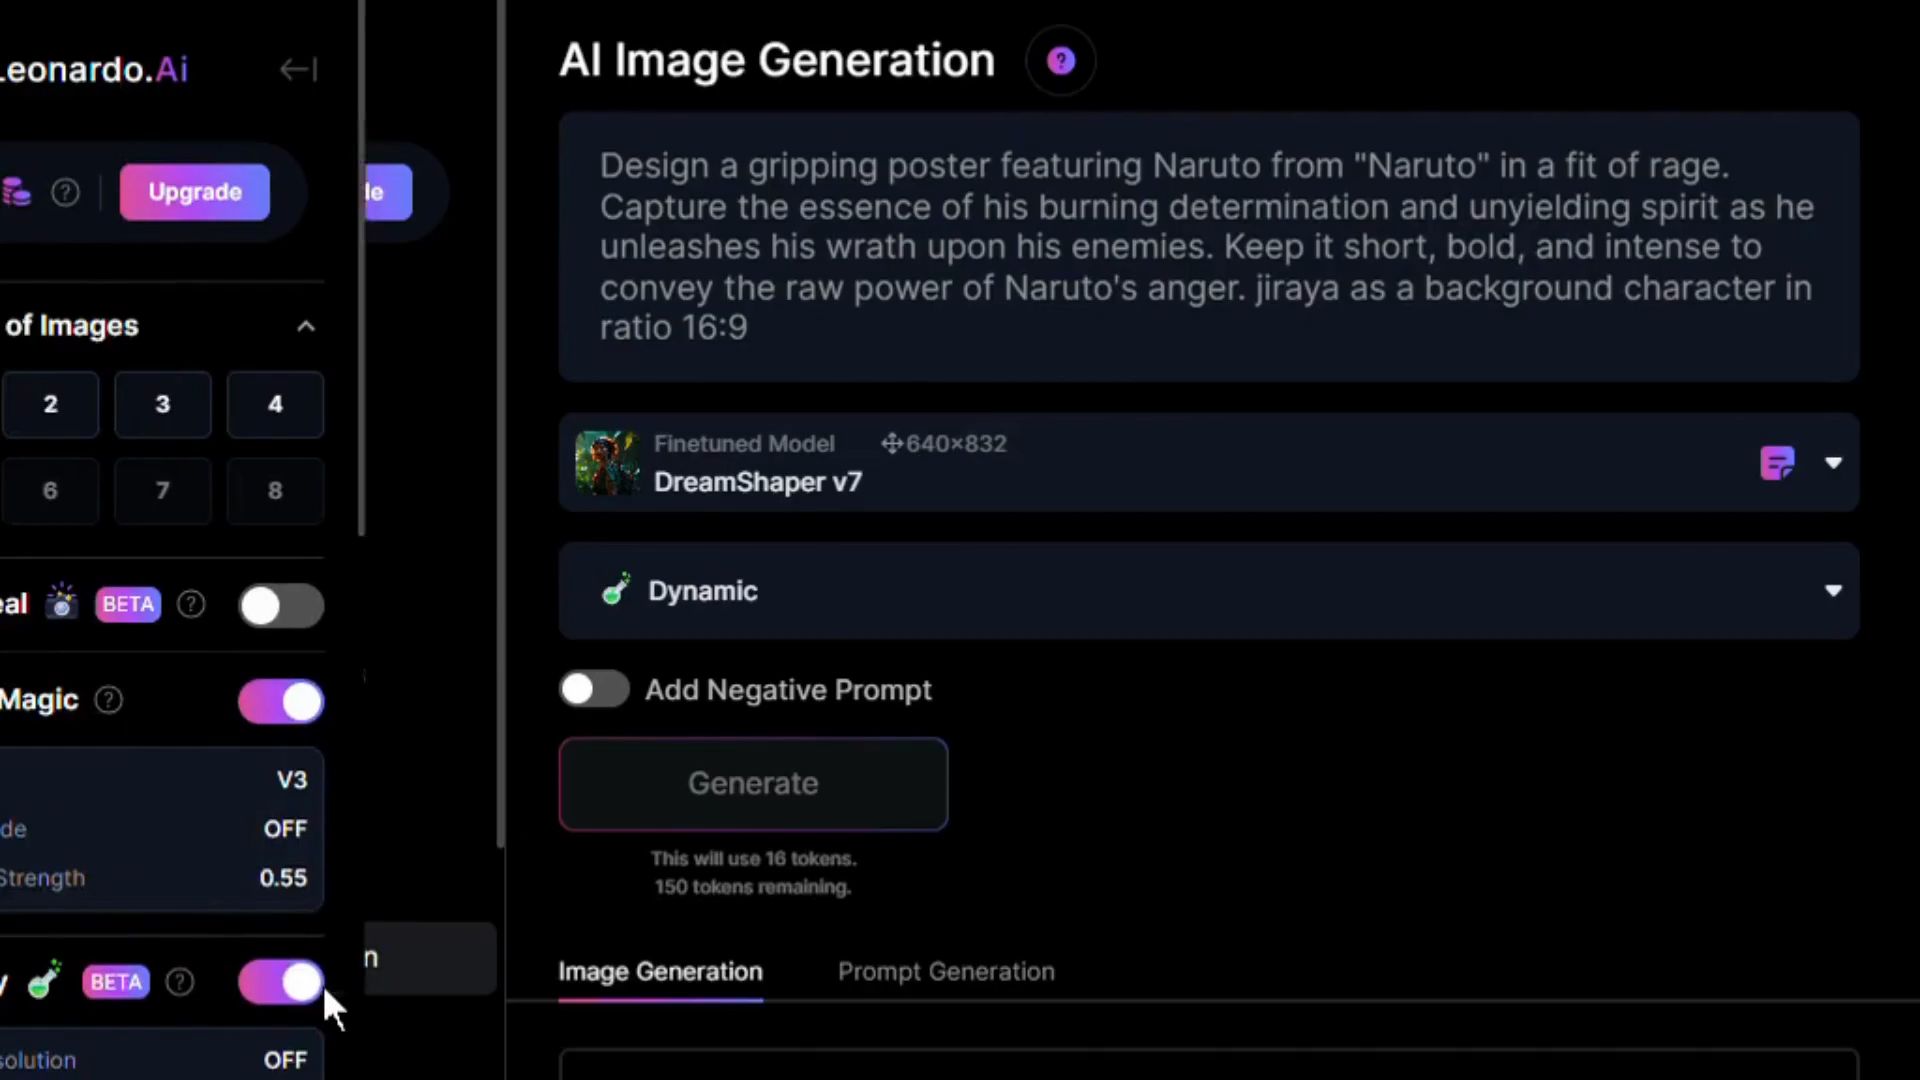 Leonardo.Ai
Upgrade
de
of Images
2
3
4
6
7
8
eal
BETA
Magic
V3
de
OFF
Strength
0.55
y
BETA
solution
OFF
n
AI Image Generation
Design a gripping poster featuring Naruto from "Naruto" in a fit of rage.
Capture the essence of his burning determination and unyielding spirit as he
unleashes his wrath upon his enemies. Keep it short, bold, and intense to
convey the raw power of Naruto's anger. jiraya as a background character in
ratio 16:9
Finetuned Model 640×832
DreamShaper v7
Dynamic
Add Negative Prompt
Generate
This will use 16 tokens.
150 tokens remaining.
Image Generation Prompt Generation